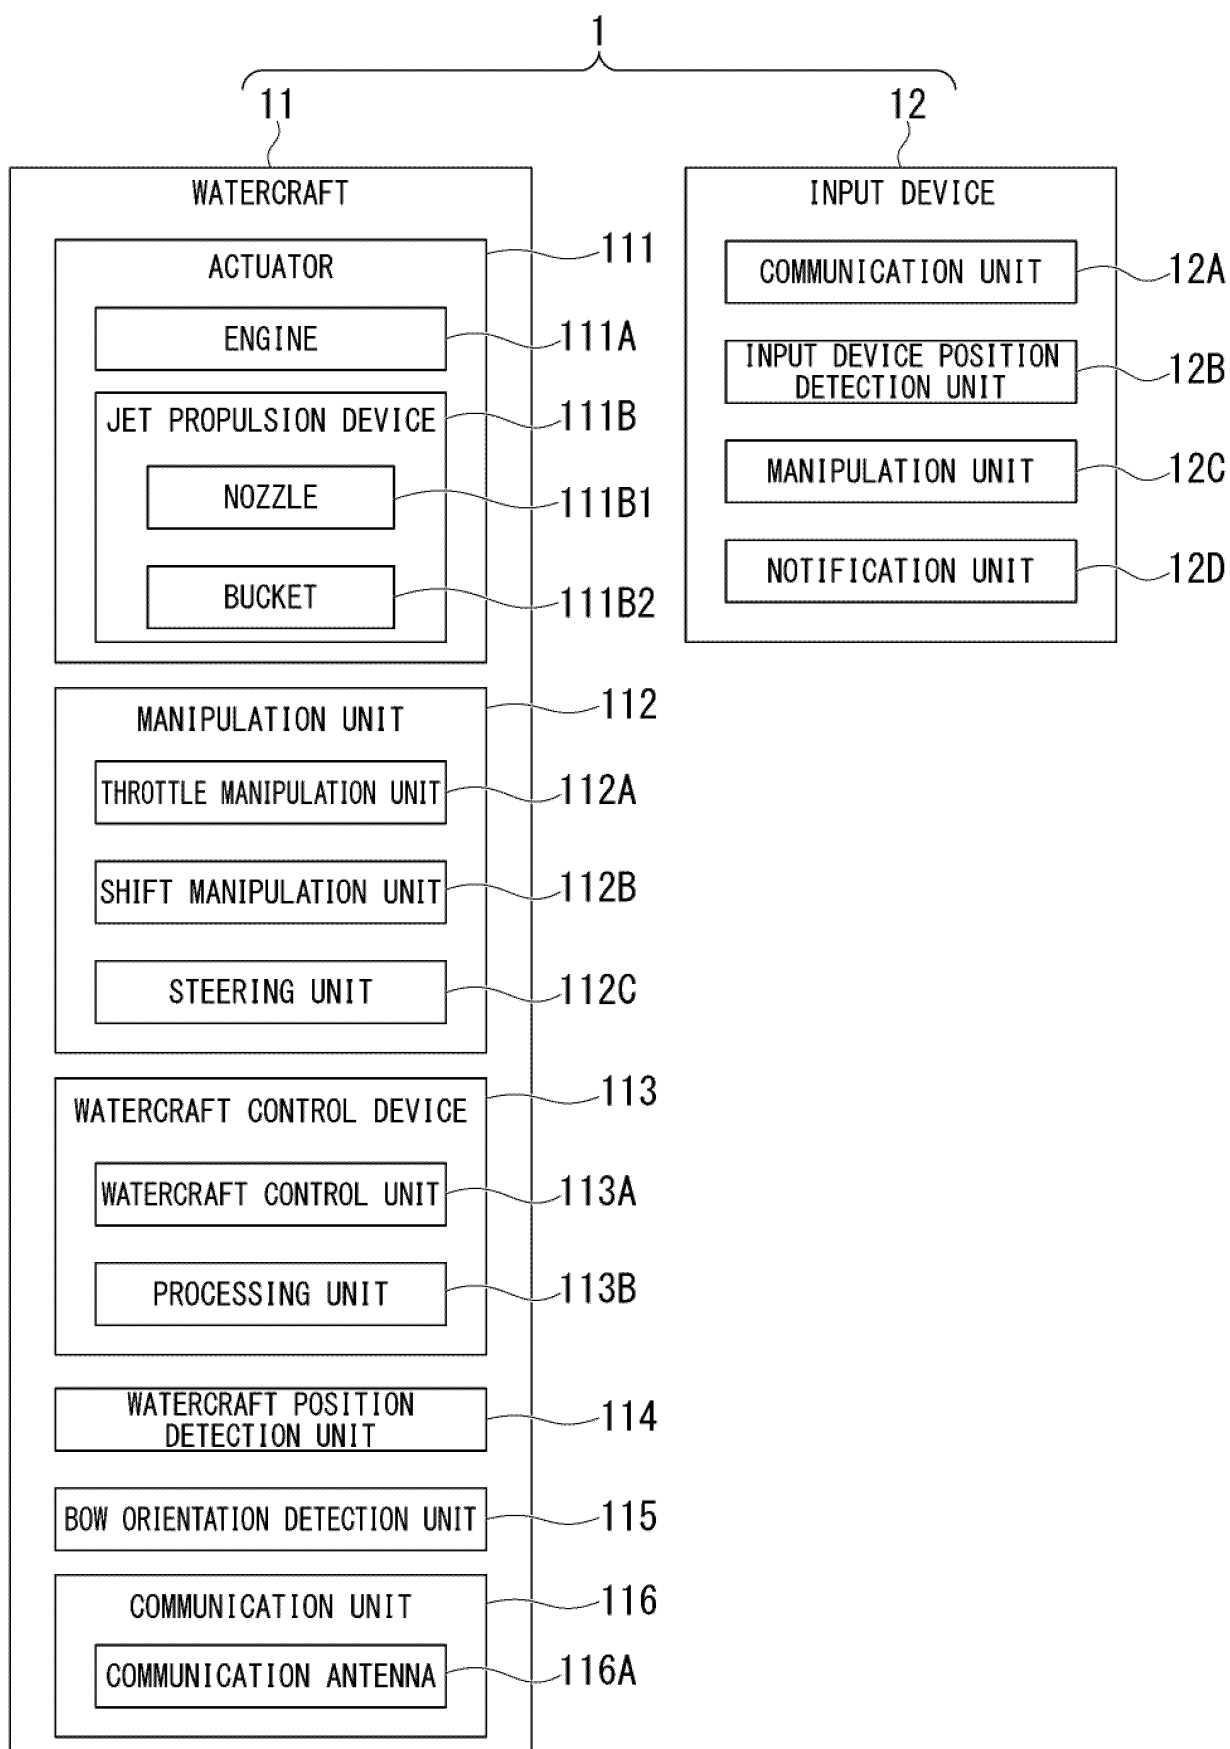 1
11
12
WATERCRAFT
ACTUATOR
111
ENGINE
111A
JET PROPULSION DEVICE
111B
NOZZLE
111B1
BUCKET
111B2
MANIPULATION UNIT
112
THROTTLE MANIPULATION UNIT
112A
SHIFT MANIPULATION UNIT
112B
STEERING UNIT
112C
WATERCRAFT CONTROL DEVICE
113
WATERCRAFT CONTROL UNIT
113A
PROCESSING UNIT
113B
WATERCRAFT POSITION
DETECTION UNIT
114
BOW ORIENTATION DETECTION UNIT
115
COMMUNICATION UNIT
116
COMMUNICATION ANTENNA
116A
INPUT DEVICE
COMMUNICATION UNIT
12A
INPUT DEVICE POSITION
DETECTION UNIT
12B
MANIPULATION UNIT
12C
NOTIFICATION UNIT
12D